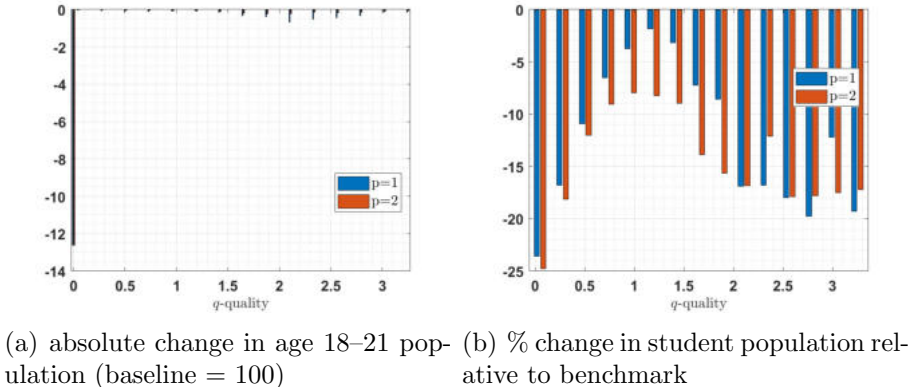 0
-2
-4
-6
-8
-10
-12
-14
0 0.5 1 1.5 2 2.5 3
q-quality
p=1
p=2
0
-5
-10
-15
-20
-25
0 0.5 1 1.5 2 2.5 3
q-quality
p=1
p=2
(a) absolute change in age 18–21 pop-
ulation (baseline = 100)
(b) % change in student population rel-
ative to benchmark